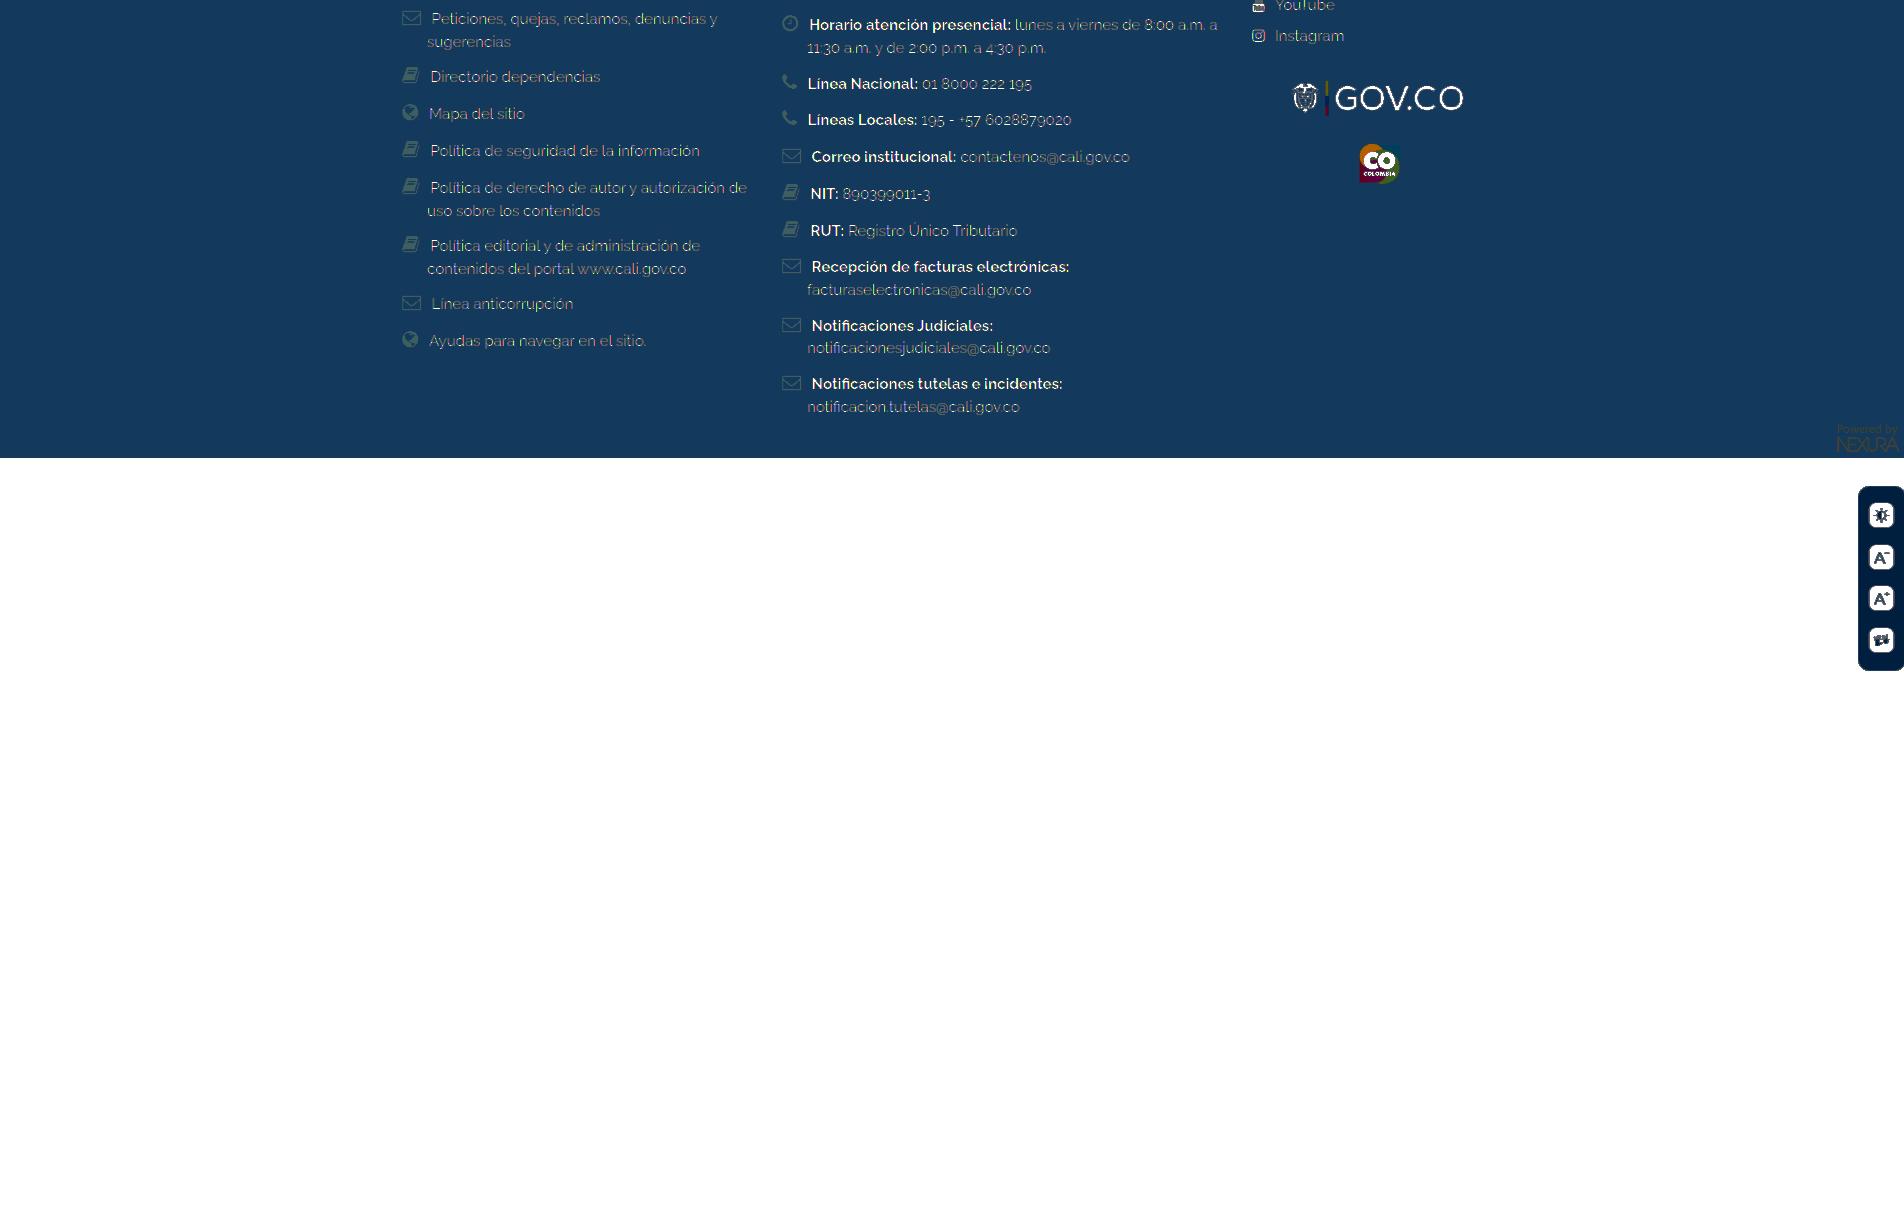 Peticiones, quejas, reclamos, denuncias y
sugerencias
Directorio dependencias
Mapa del sitio
Política de seguridad de la información
Política de derecho de autor y autorización de
uso sobre los contenidos
Política editorial y de administración de
contenidos del portal www.cali.gov.co
Línea anticorrupción
Ayudas para navegar en el sitio.
Horario atención presencial: lunes a viernes de 8:00 a.m. a
11:30 a.m. y de 2:00 p.m. a 4:30 p.m.
Línea Nacional: 01 8000 222 195
Líneas Locales: 195 - +57 6028879020
Correo institucional: contactenos@cali.gov.co
NIT: 890399011-3
RUT: Registro Único Tributario
Recepción de facturas electrónicas:
facturaselectronicas@cali.gov.co
Notificaciones Judiciales:
notificacionesjudiciales@cali.gov.co
Notificaciones tutelas e incidentes:
notificacion.tutelas@cali.gov.co
YouTube
Instagram
GOV.CO
CO
COLOMBIA
Powered by
NEXURA
A-
A+